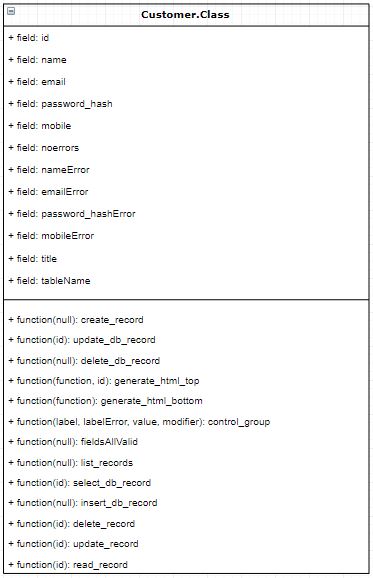 Customer.Class
+ field: id
+ field: name
+ field: email
+ field: password_hash
+ field: mobile
+ field: noerrors
+ field: nameError
+ field: emailError
+ field: password_hashError
+ field: mobileError
+ field: title
+ field: tableName
+ function(null): create_record
+ function(id): update_db_record
+ function(null): delete_db_record
+ function(function, id): generate_html_top
+ function(function): generate_html_bottom
+ function(label, labelError, value, modifier): control_group
+ function(null): fieldsAllValid
+ function(null): list_records
+ function(id): select_db_record
+ function(null): insert_db_record
+ function(id): delete_record
+ function(id): update_record
+ function(id): read_record